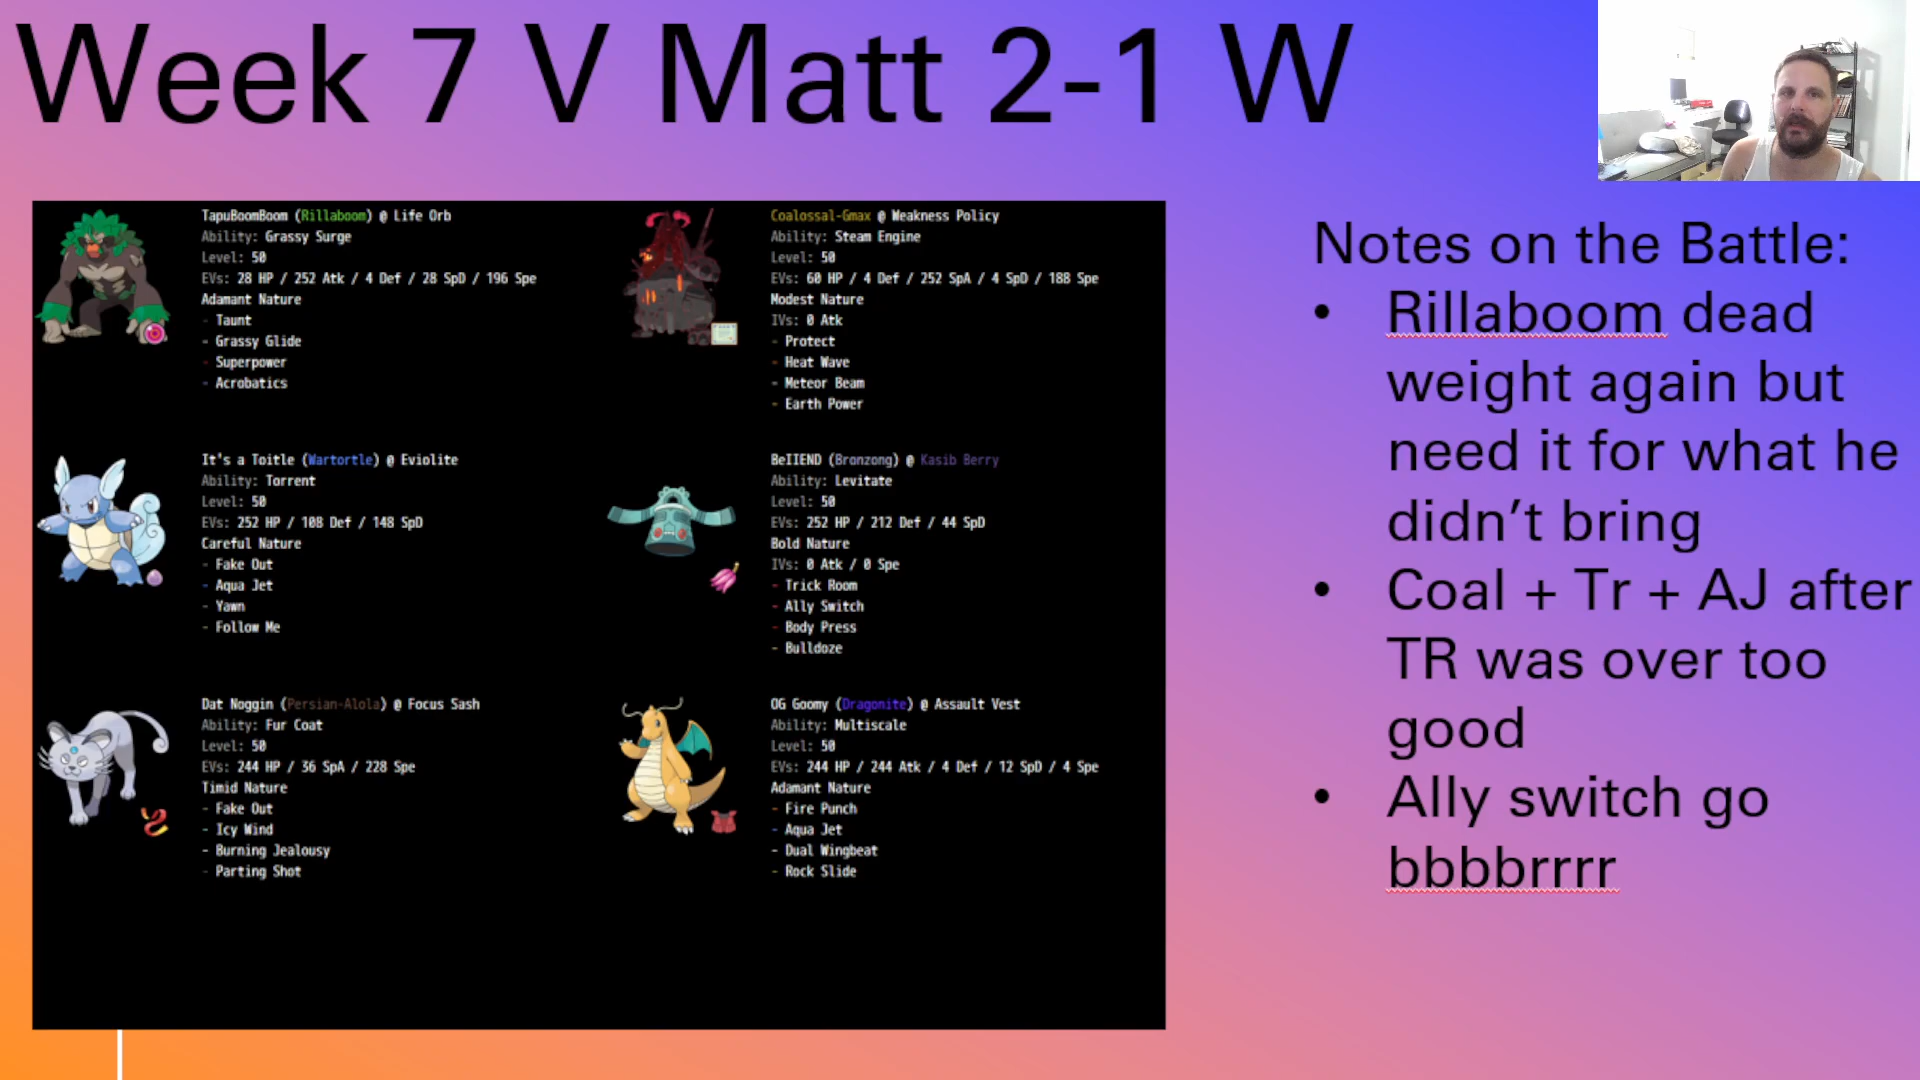 Week 7 V Matt 2-1 W
TapuBoomBoom (Rillaboom) @ Life Orb
Ability: Grassy Surge
Level: 50
EVs: 28 HP / 252 Atk / 4 Def / 28 SpD / 196 Spe
Adamant Nature
- Taunt
- Grassy Glide
- Superpower
- Acrobatics
Coalossal-Gmax @ Weakness Policy
Ability: Steam Engine
Level: 50
EVs: 60 HP / 4 Def / 252 SpA / 4 SpD / 188 Spe
Modest Nature
IVs: 0 Atk
- Protect
- Heat Wave
- Meteor Beam
- Earth Power
It's a Toitle (Wartortle) @ Eviolite
Ability: Torrent
Level: 50
EVs: 252 HP / 108 Def / 148 SpD
Careful Nature
- Fake Out
- Aqua Jet
- Yawn
- Follow Me
BeIIEND (Bronzong) @ Kasib Berry
Ability: Levitate
Level: 50
EVs: 252 HP / 212 Def / 44 SpD
Bold Nature
IVs: 0 Atk / 0 Spe
- Trick Room
- Ally Switch
- Body Press
- Bulldoze
Dat Noggin (Persian-Alola) @ Focus Sash
Ability: Fur Coat
Level: 50
EVs: 244 HP / 36 SpA / 228 Spe
Timid Nature
- Fake Out
- Icy Wind
- Burning Jealousy
- Parting Shot
OG Goomy (Dragonite) @ Assault Vest
Ability: Multiscale
Level: 50
EVs: 244 HP / 244 Atk / 4 Def / 12 SpD / 4 Spe
Adamant Nature
- Fire Punch
- Aqua Jet
- Dual Wingbeat
- Rock Slide
Notes on the Battle:
• Rillaboom dead
weight again but
need it for what he
didn't bring
• Coal + Tr + AJ after
TR was over too
good
• Ally switch go
bbbbrrrr